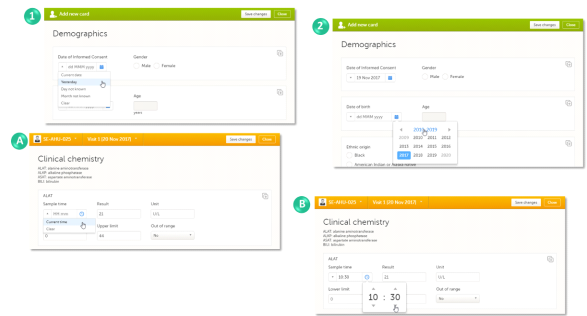 1
Add new card
Save changes
Close
Demographics
Date of Informed Consent
Gender
dd MMM yyyy
Male
Female
Current date
Yesterday
Day not known
Month not known
Clear
Age
years
2
Add new card
Save changes
Close
Demographics
Date of Informed Consent
Gender
19 Nov 2017
Male
Female
Date of birth
Age
dd MMM yyyy
2010-2019
2009 2010 2011 2012
2013 2014 2015 2016
2017 2018 2019 2020
Ethnic origin
Black
American Indian or Alaska native
A
SE-AHU-025
Visit 1 (20 Nov 2017)
Save changes
Close
Clinical chemistry
ALAT: alanine aminotransferase
ALAP: alkaline phosphatase
ASAT: aspartate aminotransferase
BILI: bilirubin
ALAT
Sample time
Result
Unit
HH:mm
21
U/L
Current time
Clear
Upper limit
Out of range
0
44
No
B
SE-AHU-025
Visit 1 (20 Nov 2017)
Save changes
Close
Clinical chemistry
ALAT: alanine aminotransferase
ALAP: alkaline phosphatase
ASAT: aspartate aminotransferase
BILI: bilirubin
ALAT
Sample time
Result
Unit
10:30
21
U/L
Lower limit
Out of range
0
10 : 30
No